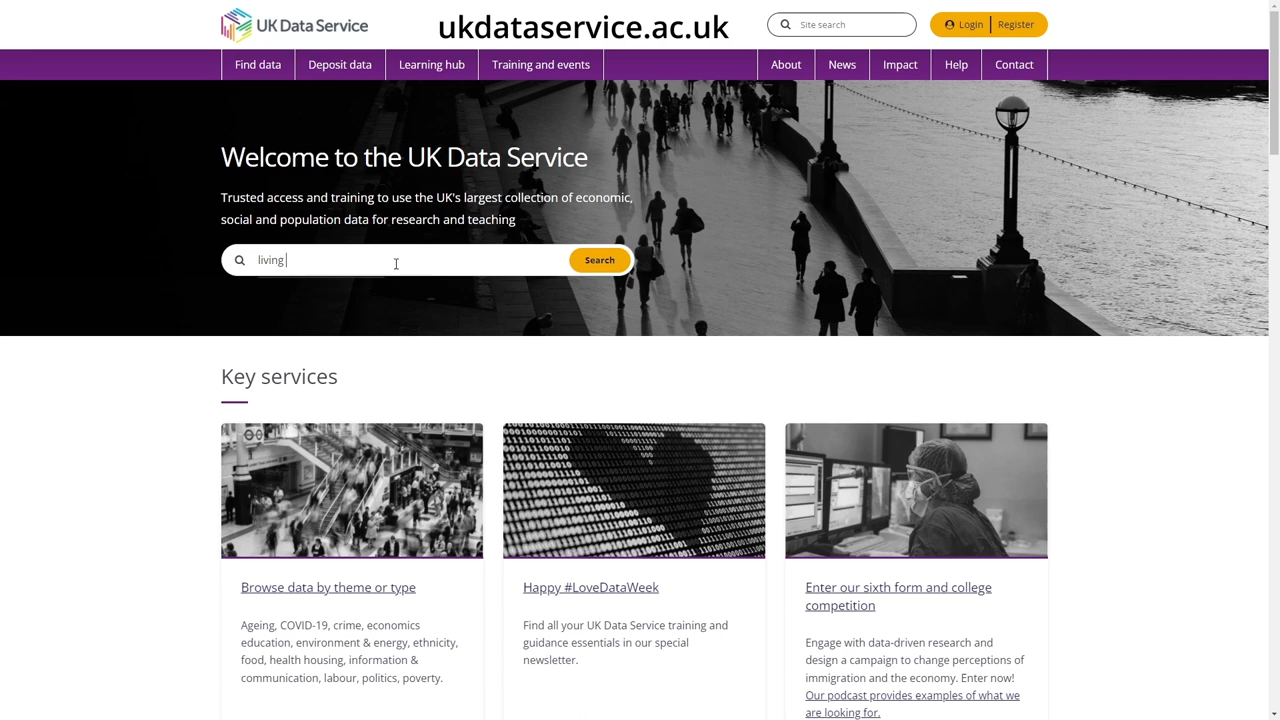 UK Data Service
ukdataservice.ac.uk
Site search
Login
Register
Find data
Deposit data
Learning hub
Training and events
About
News
Impact
Help
Contact
Welcome to the UK Data Service
Trusted access and training to use the UK's largest collection of economic,
social and population data for research and teaching
living
Search
Key services
Browse data by theme or type
Ageing, COVID-19, crime, economics
education, environment & energy, ethnicity,
food, health housing, information &
communication, labour, politics, poverty.
Happy #LoveDataWeek
Find all your UK Data Service training and
guidance essentials in our special
newsletter.
Enter our sixth form and college
competition
Engage with data-driven research and
design a campaign to change perceptions of
immigration and the economy. Enter now!
Our podcast provides examples of what we
are looking for.